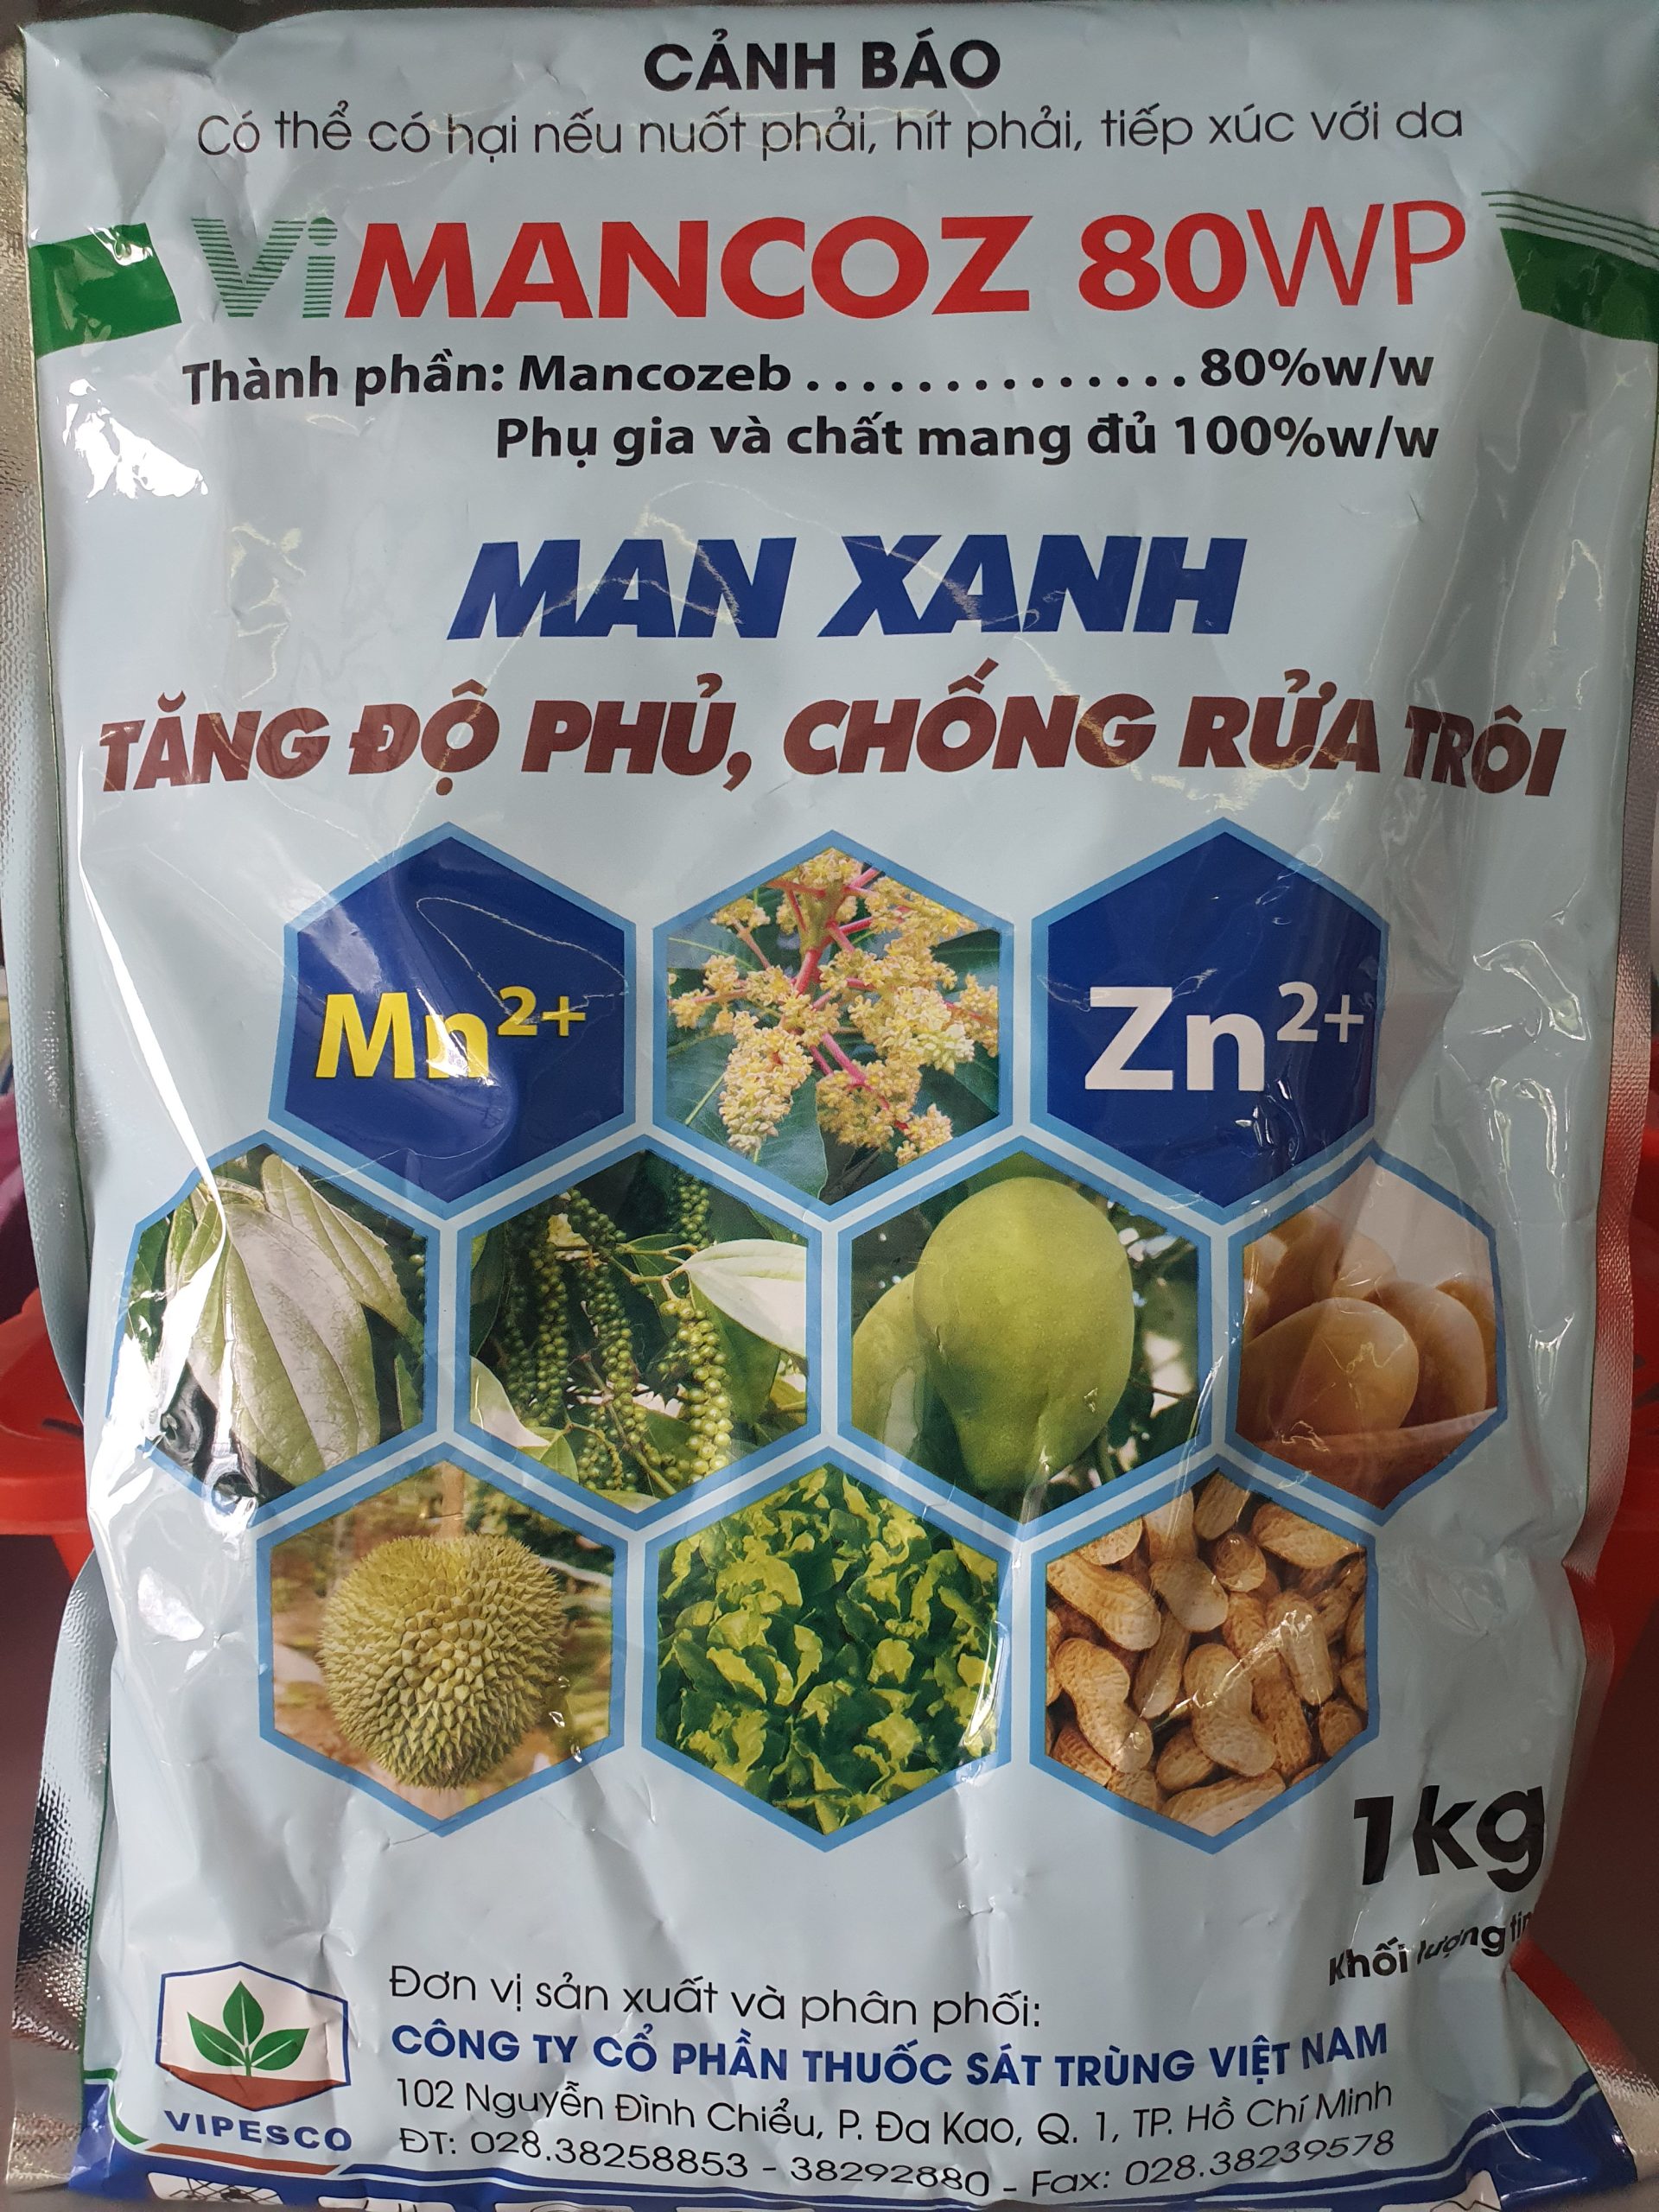 CẢNH BÁO
Có thể có hại nếu nuốt phải, hít phải, tiếp xúc với da
ViMANCOZ 80WP
Thành phần: Mancozeb . . . . . . . . . . . . . . 80%w/w
Phụ gia và chất mang đủ 100%w/w
MAN XANH
TĂNG ĐỘ PHỦ, CHỐNG RỬA TRÔI
Mn2+
Zn2+
1kg
Khối lượng
Đơn vị sản xuất và phân phối:
CÔNG TY CỔ PHẦN THUỐC SÁT TRÙNG VIỆT NAM
102 Nguyễn Đình Chiểu, P. Đa Kao, Q. 1, TP. Hồ Chí Minh
ĐT: 028.38258853 - 38292880 - Fax: 028.38239578
VIPESCO